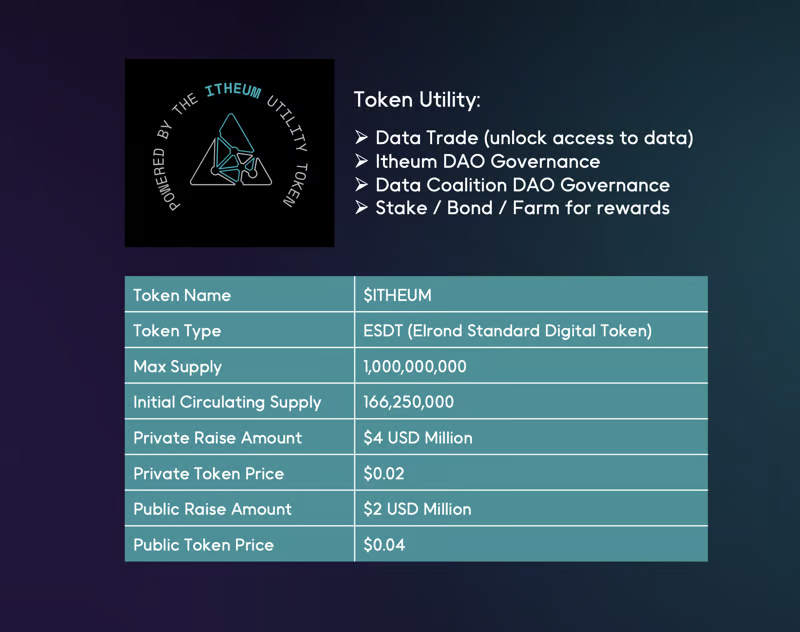 POWERED BY THE ITHEUM UTILITY TOKEN
Token Utility:
➢ Data Trade (unlock access to data)
➢ Itheum DAO Governance
➢ Data Coalition DAO Governance
➢ Stake / Bond / Farm for rewards
Token Name $ITHEUM
Token Type ESDT (Elrond Standard Digital Token)
Max Supply 1,000,000,000
Initial Circulating Supply 166,250,000
Private Raise Amount $4 USD Million
Private Token Price $0.02
Public Raise Amount $2 USD Million
Public Token Price $0.04